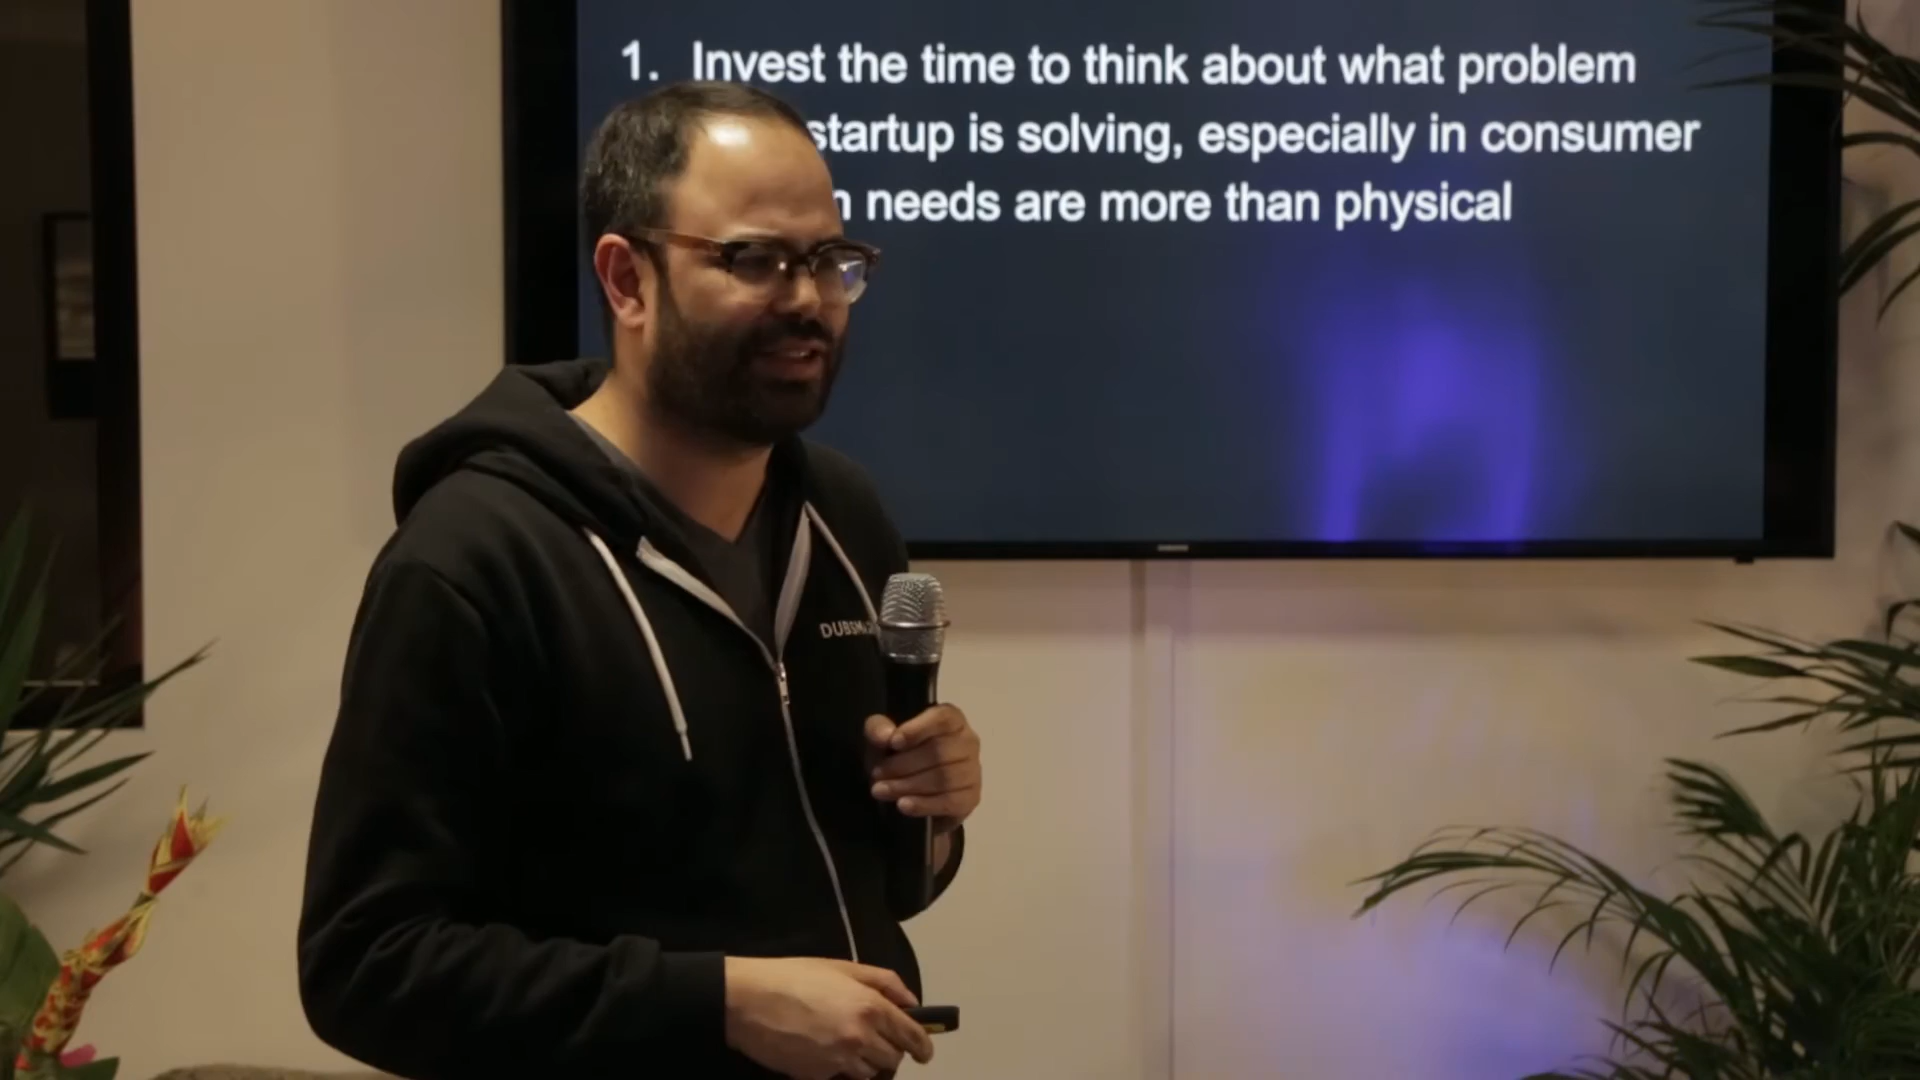 1. Invest the time to think about what problem
startup is solving, especially in consumer
needs are more than physical